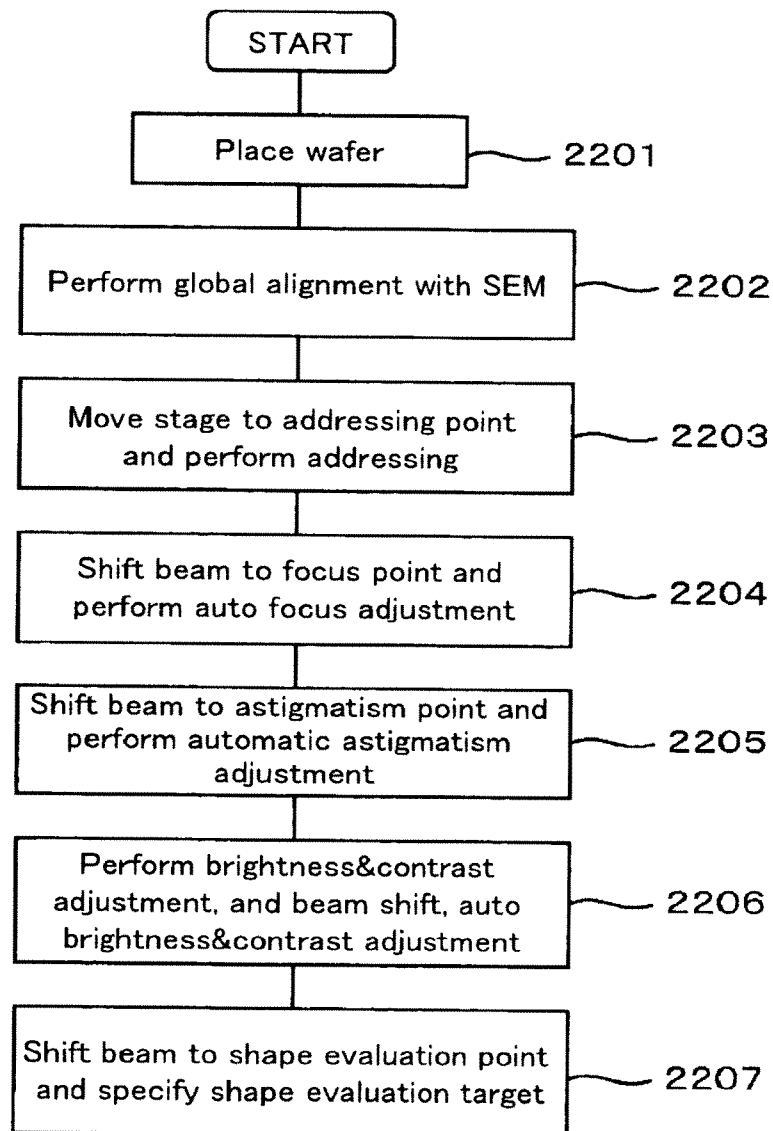 START
Place wafer
2201
Perform global alignment with SEM
2202
Move stage to addressing point
and perform addressing
2203
Shift beam to focus point and
perform auto focus adjustment
2204
Shift beam to astigmatism point and
perform automatic astigmatism
adjustment
2205
Perform brightness&contrast
adjustment, and beam shift, auto
brightness&contrast adjustment
2206
Shift beam to shape evaluation point
and specify shape evaluation target
2207